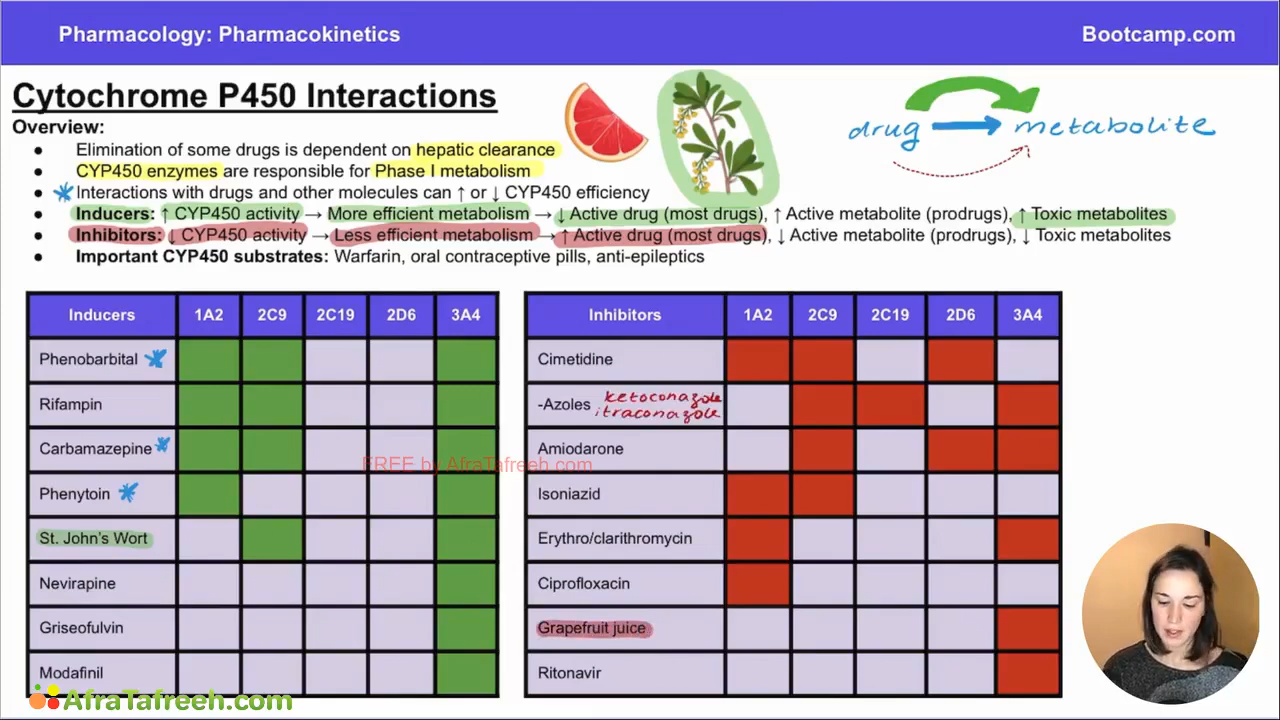 Pharmacology: Pharmacokinetics
Bootcamp.com
Cytochrome P450 Interactions
Overview:
● Elimination of some drugs is dependent on hepatic clearance
● CYP450 enzymes are responsible for Phase I metabolism
● Interactions with drugs and other molecules can ↑ or ↓ CYP450 efficiency
● Inducers: ↑ CYP450 activity → More efficient metabolism → ↓ Active drug (most drugs), ↑ Active metabolite (prodrugs), ↑ Toxic metabolites
● Inhibitors: ↓ CYP450 activity → Less efficient metabolism → ↑ Active drug (most drugs), ↓ Active metabolite (prodrugs), ↓ Toxic metabolites
● Important CYP450 substrates: Warfarin, oral contraceptive pills, anti-epileptics
drug → metabolite
Inducers 1A2 2C9 2C19 2D6 3A4
Phenobarbital
Rifampin
Carbamazepine
Phenytoin
St. John's Wort
Nevirapine
Griseofulvin
Modafinil
Inhibitors 1A2 2C9 2C19 2D6 3A4
Cimetidine
-Azoles ketoconazole
itraconazole
Amiodarone
Isoniazid
Erythro/clarithromycin
Ciprofloxacin
Grapefruit juice
Ritonavir
FREE by AfraTafreeh.com
AfraTafreeh.com